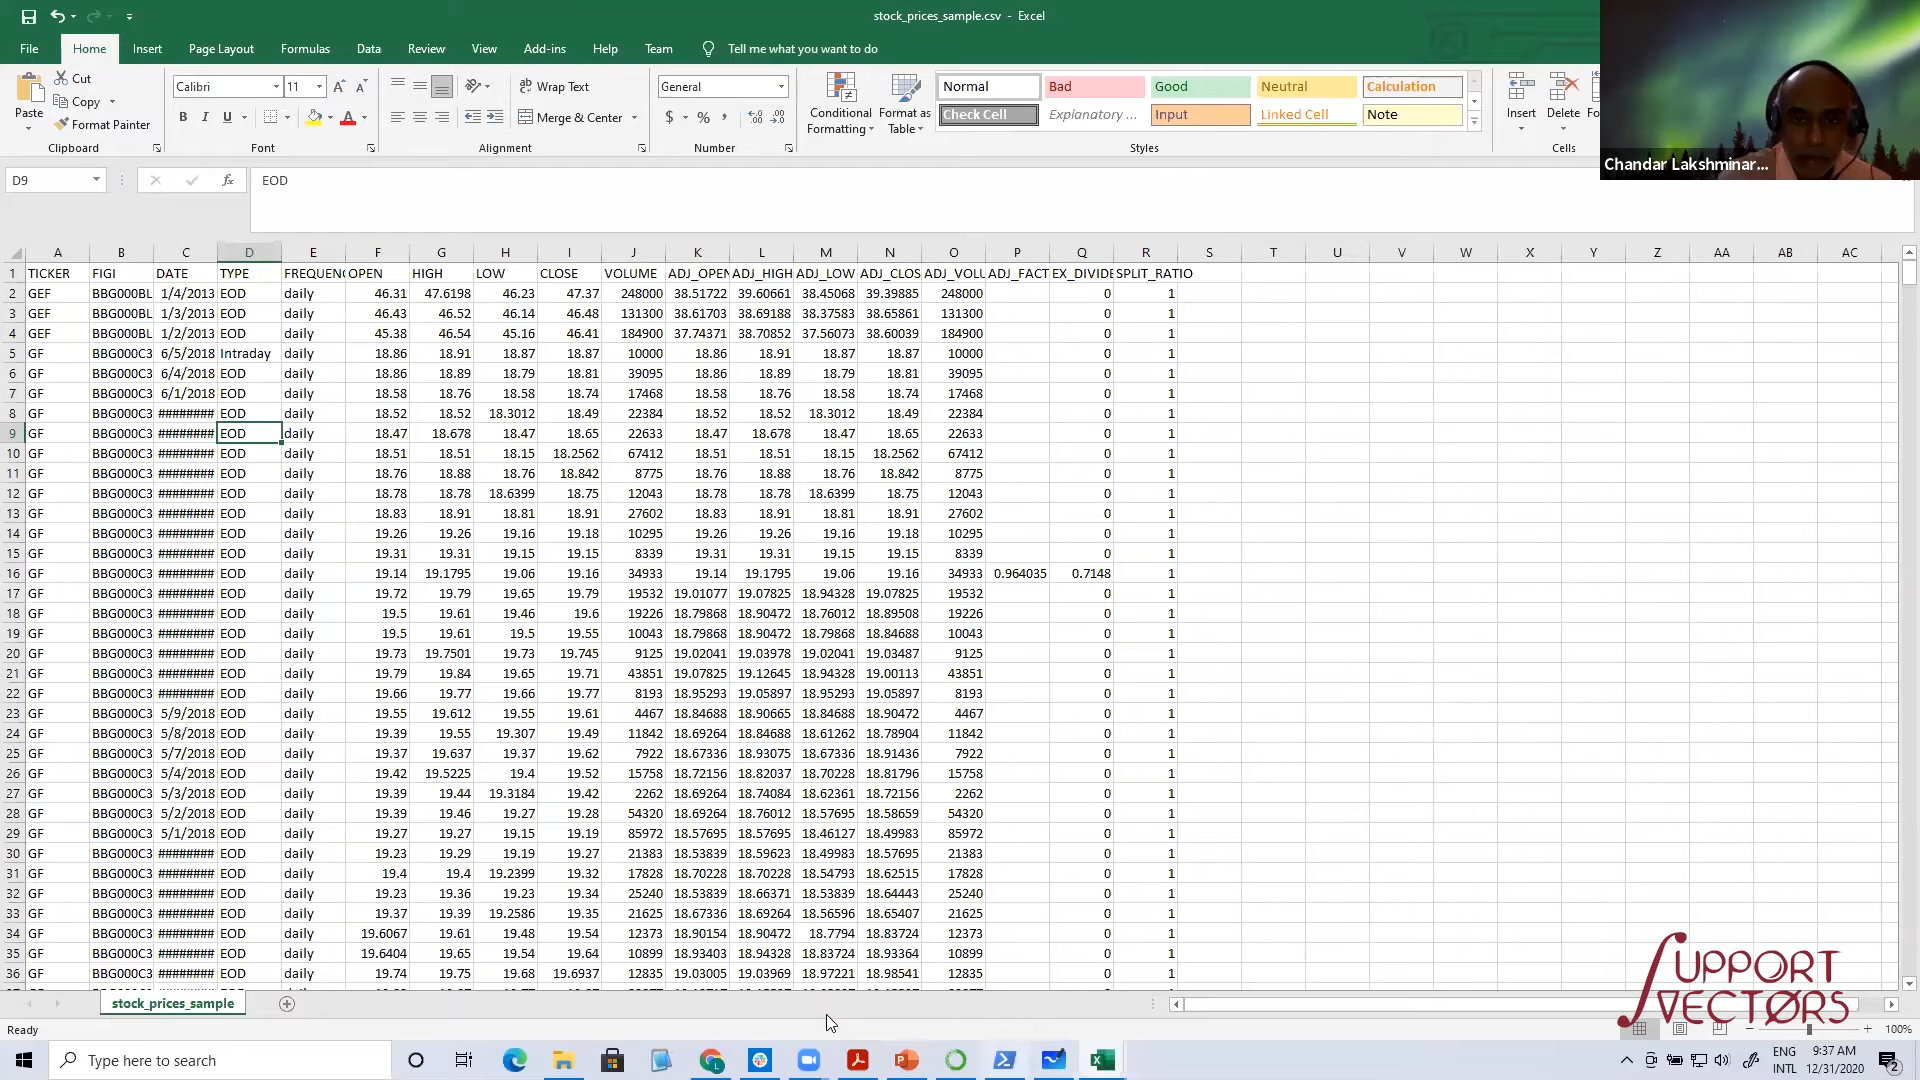 stock_prices_sample.csv - Excel
File Home Insert Page Layout Formulas Data Review View Add-ins Help Team Tell me what you want to do
Cut
Copy
Format Painter
Paste
Clipboard
Calibri 11
B I U
Font
Wrap Text
Merge & Center
Alignment
General
$ %
Number
Conditional Formatting
Format as Table
Normal Bad Good Neutral Calculation
Check Cell Explanatory ... Input Linked Cell Note
Styles
Insert Delete
Cells
Chandar Lakshminar...
D9 fx EOD
A B C D E F G H I J K L M N O P Q R S T U V W X Y Z AA AB AC
1 TICKER FIGI DATE TYPE FREQUEN OPEN HIGH LOW CLOSE VOLUME ADJ_OPEN ADJ_HIGH ADJ_LOW ADJ_CLOS ADJ_VOLU ADJ_FACT EX_DIVIDE SPLIT_RATIO
2 GEF BBG000BL 1/4/2013 EOD daily 46.31 47.6198 46.23 47.37 248000 38.51722 39.60661 38.45068 39.39885 248000 0 1
3 GEF BBG000BL 1/3/2013 EOD daily 46.43 46.52 46.14 46.48 131300 38.61703 38.69188 38.37583 38.65861 131300 0 1
4 GEF BBG000BL 1/2/2013 EOD daily 45.38 46.54 45.16 46.41 184900 37.74371 38.70852 37.56073 38.60039 184900 0 1
5 GF BBG000C3 6/5/2018 Intraday daily 18.86 18.91 18.87 18.87 10000 18.86 18.91 18.87 18.87 10000 0 1
6 GF BBG000C3 6/4/2018 EOD daily 18.86 18.89 18.79 18.81 39095 18.86 18.89 18.79 18.81 39095 0 1
7 GF BBG000C3 6/1/2018 EOD daily 18.58 18.76 18.58 18.74 17468 18.58 18.76 18.58 18.74 17468 0 1
8 GF BBG000C3 ######## EOD daily 18.52 18.52 18.3012 18.49 22384 18.52 18.52 18.3012 18.49 22384 0 1
9 GF BBG000C3 ######## EOD daily 18.47 18.678 18.47 18.65 22633 18.47 18.678 18.47 18.65 22633 0 1
10 GF BBG000C3 ######## EOD daily 18.51 18.51 18.15 18.2562 67412 18.51 18.51 18.15 18.2562 67412 0 1
11 GF BBG000C3 ######## EOD daily 18.76 18.88 18.76 18.842 8775 18.76 18.88 18.76 18.842 8775 0 1
12 GF BBG000C3 ######## EOD daily 18.78 18.78 18.6399 18.75 12043 18.78 18.78 18.6399 18.75 12043 0 1
13 GF BBG000C3 ######## EOD daily 18.83 18.91 18.81 18.91 27602 18.83 18.91 18.81 18.91 27602 0 1
14 GF BBG000C3 ######## EOD daily 19.26 19.26 19.16 19.18 10295 19.26 19.26 19.16 19.18 10295 0 1
15 GF BBG000C3 ######## EOD daily 19.31 19.31 19.15 19.15 8339 19.31 19.31 19.15 19.15 8339 0 1
16 GF BBG000C3 ######## EOD daily 19.14 19.1795 19.06 19.16 34933 19.14 19.1795 19.06 19.16 34933 0.964035 0.7148 1
17 GF BBG000C3 ######## EOD daily 19.72 19.79 19.65 19.79 19532 19.01077 19.07825 18.94328 19.07825 19532 0 1
18 GF BBG000C3 ######## EOD daily 19.5 19.61 19.46 19.6 19226 18.79868 18.90472 18.76012 18.89508 19226 0 1
19 GF BBG000C3 ######## EOD daily 19.5 19.61 19.5 19.55 10043 18.79868 18.90472 18.79868 18.84688 10043 0 1
20 GF BBG000C3 ######## EOD daily 19.73 19.7501 19.73 19.745 9125 19.02041 19.03978 19.02041 19.03487 9125 0 1
21 GF BBG000C3 ######## EOD daily 19.79 19.84 19.65 19.71 43851 19.07825 19.12645 18.94328 19.00113 43851 0 1
22 GF BBG000C3 ######## EOD daily 19.66 19.77 19.66 19.77 8193 18.95293 19.05897 18.95293 19.05897 8193 0 1
23 GF BBG000C3 5/9/2018 EOD daily 19.55 19.612 19.55 19.61 4467 18.84688 18.90665 18.84688 18.90472 4467 0 1
24 GF BBG000C3 5/8/2018 EOD daily 19.39 19.55 19.307 19.49 11842 18.69264 18.84688 18.61262 18.78904 11842 0 1
25 GF BBG000C3 5/7/2018 EOD daily 19.37 19.637 19.37 19.62 7922 18.67336 18.93075 18.67336 18.91436 7922 0 1
26 GF BBG000C3 5/4/2018 EOD daily 19.42 19.5225 19.4 19.52 15758 18.72156 18.82037 18.70228 18.81796 15758 0 1
27 GF BBG000C3 5/3/2018 EOD daily 19.39 19.44 19.3184 19.42 2262 18.69264 18.74084 18.62361 18.72156 2262 0 1
28 GF BBG000C3 5/2/2018 EOD daily 19.39 19.46 19.27 19.28 54320 18.69264 18.76012 18.57695 18.58659 54320 0 1
29 GF BBG000C3 5/1/2018 EOD daily 19.27 19.27 19.15 19.19 85972 18.57695 18.57695 18.46127 18.49983 85972 0 1
30 GF BBG000C3 ######## EOD daily 19.23 19.29 19.19 19.27 21383 18.53839 18.59623 18.49983 18.57695 21383 0 1
31 GF BBG000C3 ######## EOD daily 19.4 19.4 19.2399 19.32 17828 18.70228 18.70228 18.54793 18.62515 17828 0 1
32 GF BBG000C3 ######## EOD daily 19.23 19.36 19.23 19.34 25240 18.53839 18.66371 18.53839 18.64443 25240 0 1
33 GF BBG000C3 ######## EOD daily 19.37 19.39 19.2586 19.35 21625 18.67336 18.69264 18.56596 18.65407 21625 0 1
34 GF BBG000C3 ######## EOD daily 19.6067 19.61 19.48 19.54 12373 18.90154 18.90472 18.7794 18.83724 12373 0 1
35 GF BBG000C3 ######## EOD daily 19.6404 19.65 19.54 19.64 10899 18.93403 18.94328 18.83724 18.93364 10899 0 1
36 GF BBG000C3 ######## EOD daily 19.74 19.75 19.68 19.6937 12835 19.03005 19.03969 18.97221 18.98541 12835 0 1
stock_prices_sample
SUPPORT
VECTORS
Ready
100%
Type here to search
ENG
INTL
9:37 AM
12/31/2020
2